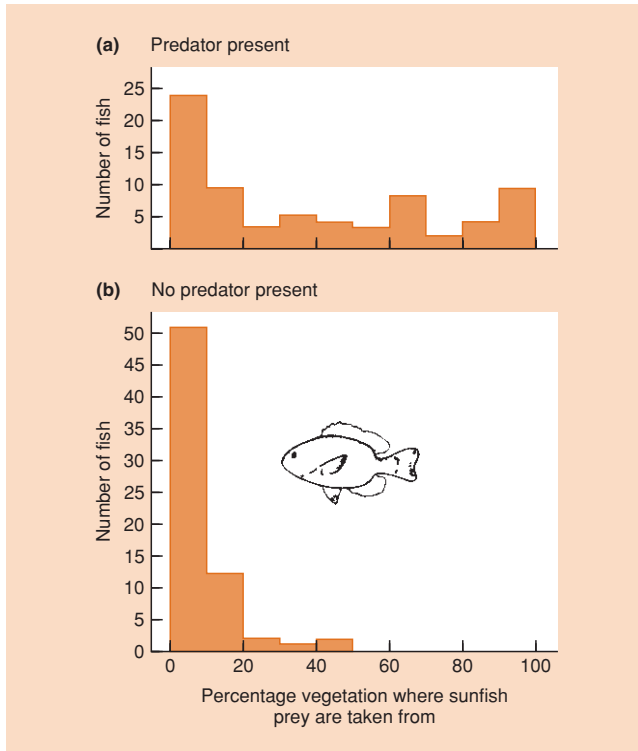 (a) Predator present
Number of fish
25
20
15
10
5
(b) No predator present
Number of fish
50
45
40
35
30
25
20
15
10
5
0
0 20 40 60 80 100
Percentage vegetation where sunfish
prey are taken from